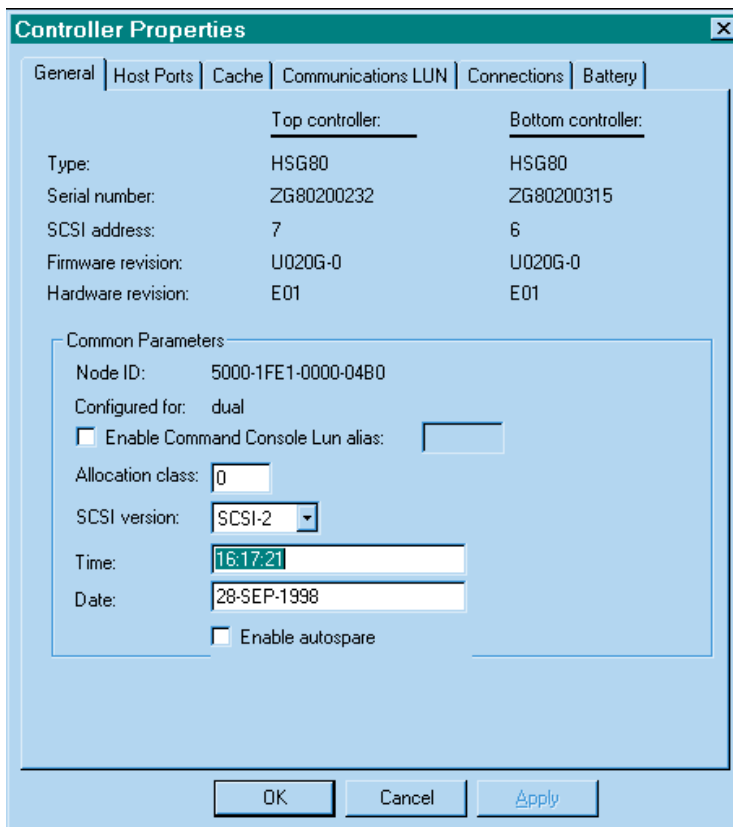 Controller Properties
General Host Ports Cache Communications LUN Connections Battery
Top controller: Bottom controller:
Type: HSG80 HSG80
Serial number: ZG80200232 ZG80200315
SCSI address: 7 6
Firmware revision: U020G-0 U020G-0
Hardware revision: E01 E01
Common Parameters
Node ID: 5000-1FE1-0000-04B0
Configured for: dual
Enable Command Console Lun alias:
Allocation class: 0
SCSI version: SCSI-2
Time: 16:17:21
Date: 28-SEP-1998
Enable autospare
OK Cancel Apply